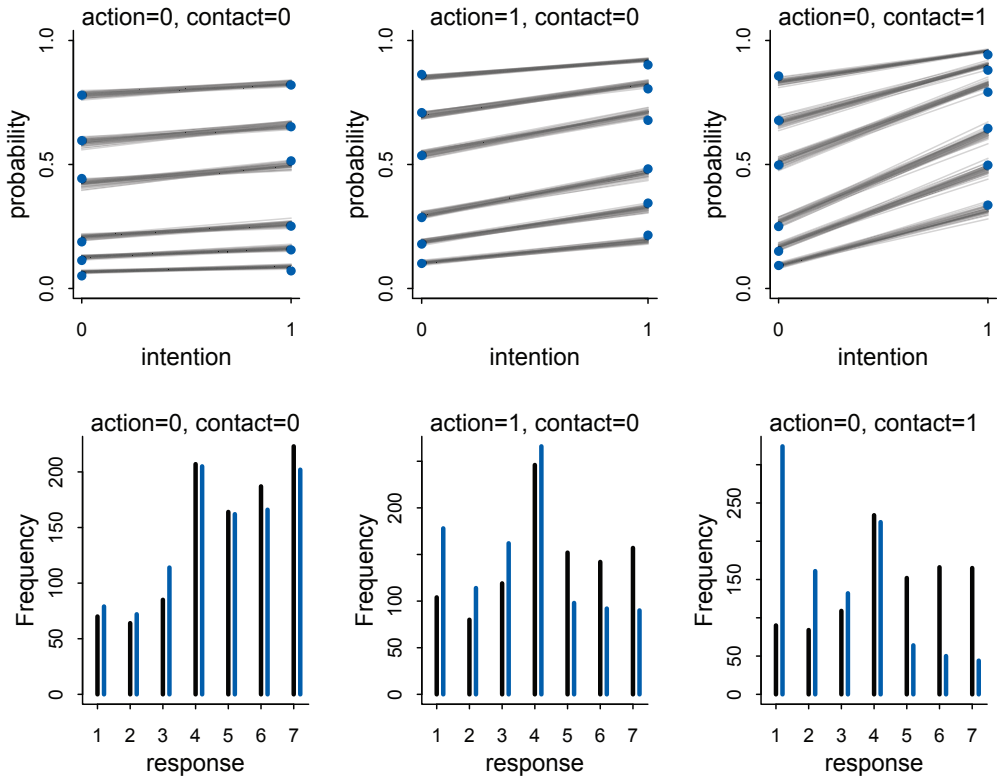 action=0, contact=0
action=1, contact=0
action=0, contact=1
probability
0.0 0.5 1.0
0 1
intention
probability
0.0 0.5 1.0
0 1
intention
probability
0.0 0.5 1.0
0 1
intention
action=0, contact=0
action=1, contact=0
action=0, contact=1
Frequency
0 50 100 150 200
1 2 3 4 5 6 7
response
Frequency
0 50 100 200
1 2 3 4 5 6 7
response
Frequency
0 50 150 250
1 2 3 4 5 6 7
response